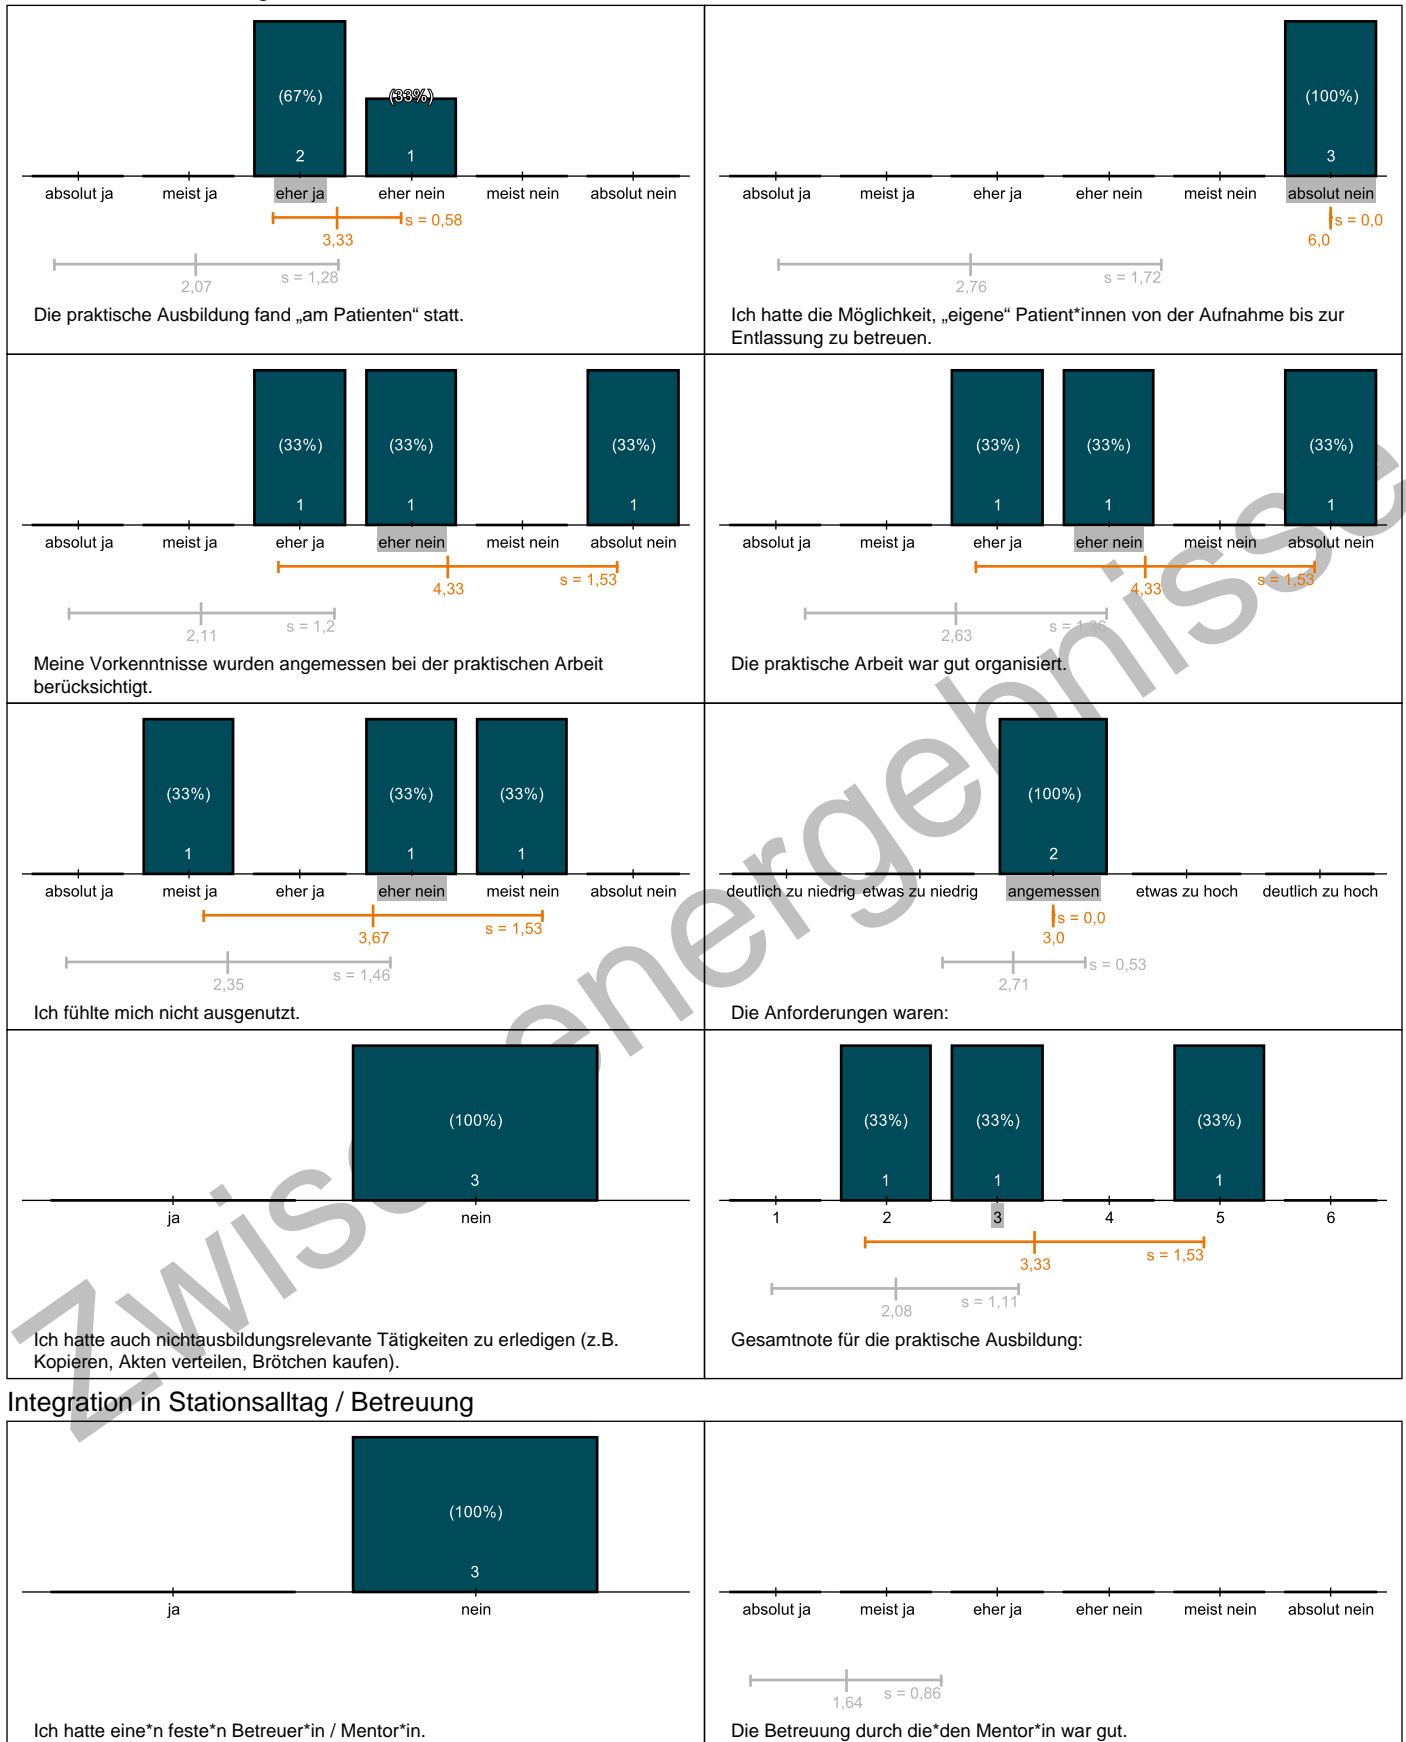 (67%)
(33%)
2
1
absolut ja
meist ja
eher ja
eher nein
meist nein
absolut nein
s = 0,58
3,33
2,07
s = 1,28
Die praktische Ausbildung fand „am Patienten“ statt.
(100%)
3
absolut ja
meist ja
eher ja
eher nein
meist nein
absolut nein
s = 0,0
6,0
2,76
s = 1,72
Ich hatte die Möglichkeit, „eigene“ Patient*innen von der Aufnahme bis zur
Entlassung zu betreuen.
(33%)
(33%)
(33%)
1
1
1
absolut ja
meist ja
eher ja
eher nein
meist nein
absolut nein
4,33
s = 1,53
2,11
s = 1,2
Meine Vorkenntnisse wurden angemessen bei der praktischen Arbeit
berücksichtigt.
(33%)
(33%)
(33%)
1
1
1
absolut ja
meist ja
eher ja
eher nein
meist nein
absolut nein
4,33
s = 1,53
2,63
s = 1,36
Die praktische Arbeit war gut organisiert.
(33%)
(33%)
(33%)
1
1
1
absolut ja
meist ja
eher ja
eher nein
meist nein
absolut nein
3,67
s = 1,53
2,35
s = 1,46
Ich fühlte mich nicht ausgenutzt.
(100%)
2
deutlich zu niedrig
etwas zu niedrig
angemessen
etwas zu hoch
deutlich zu hoch
s = 0,0
3,0
2,71
s = 0,53
Die Anforderungen waren:
(100%)
3
ja
nein
Ich hatte auch nichtausbildungsrelevante Tätigkeiten zu erledigen (z.B.
Kopieren, Akten verteilen, Brötchen kaufen).
(33%)
(33%)
(33%)
1
1
1
1
2
3
4
5
6
3,33
s = 1,53
2,08
s = 1,11
Gesamtnote für die praktische Ausbildung:
Zwischenergebnisse
Integration in Stationsalltag / Betreuung
(100%)
3
ja
nein
Ich hatte eine*n feste*n Betreuer*in / Mentor*in.
absolut ja
meist ja
eher ja
eher nein
meist nein
absolut nein
1,64
s = 0,86
Die Betreuung durch die*den Mentor*in war gut.